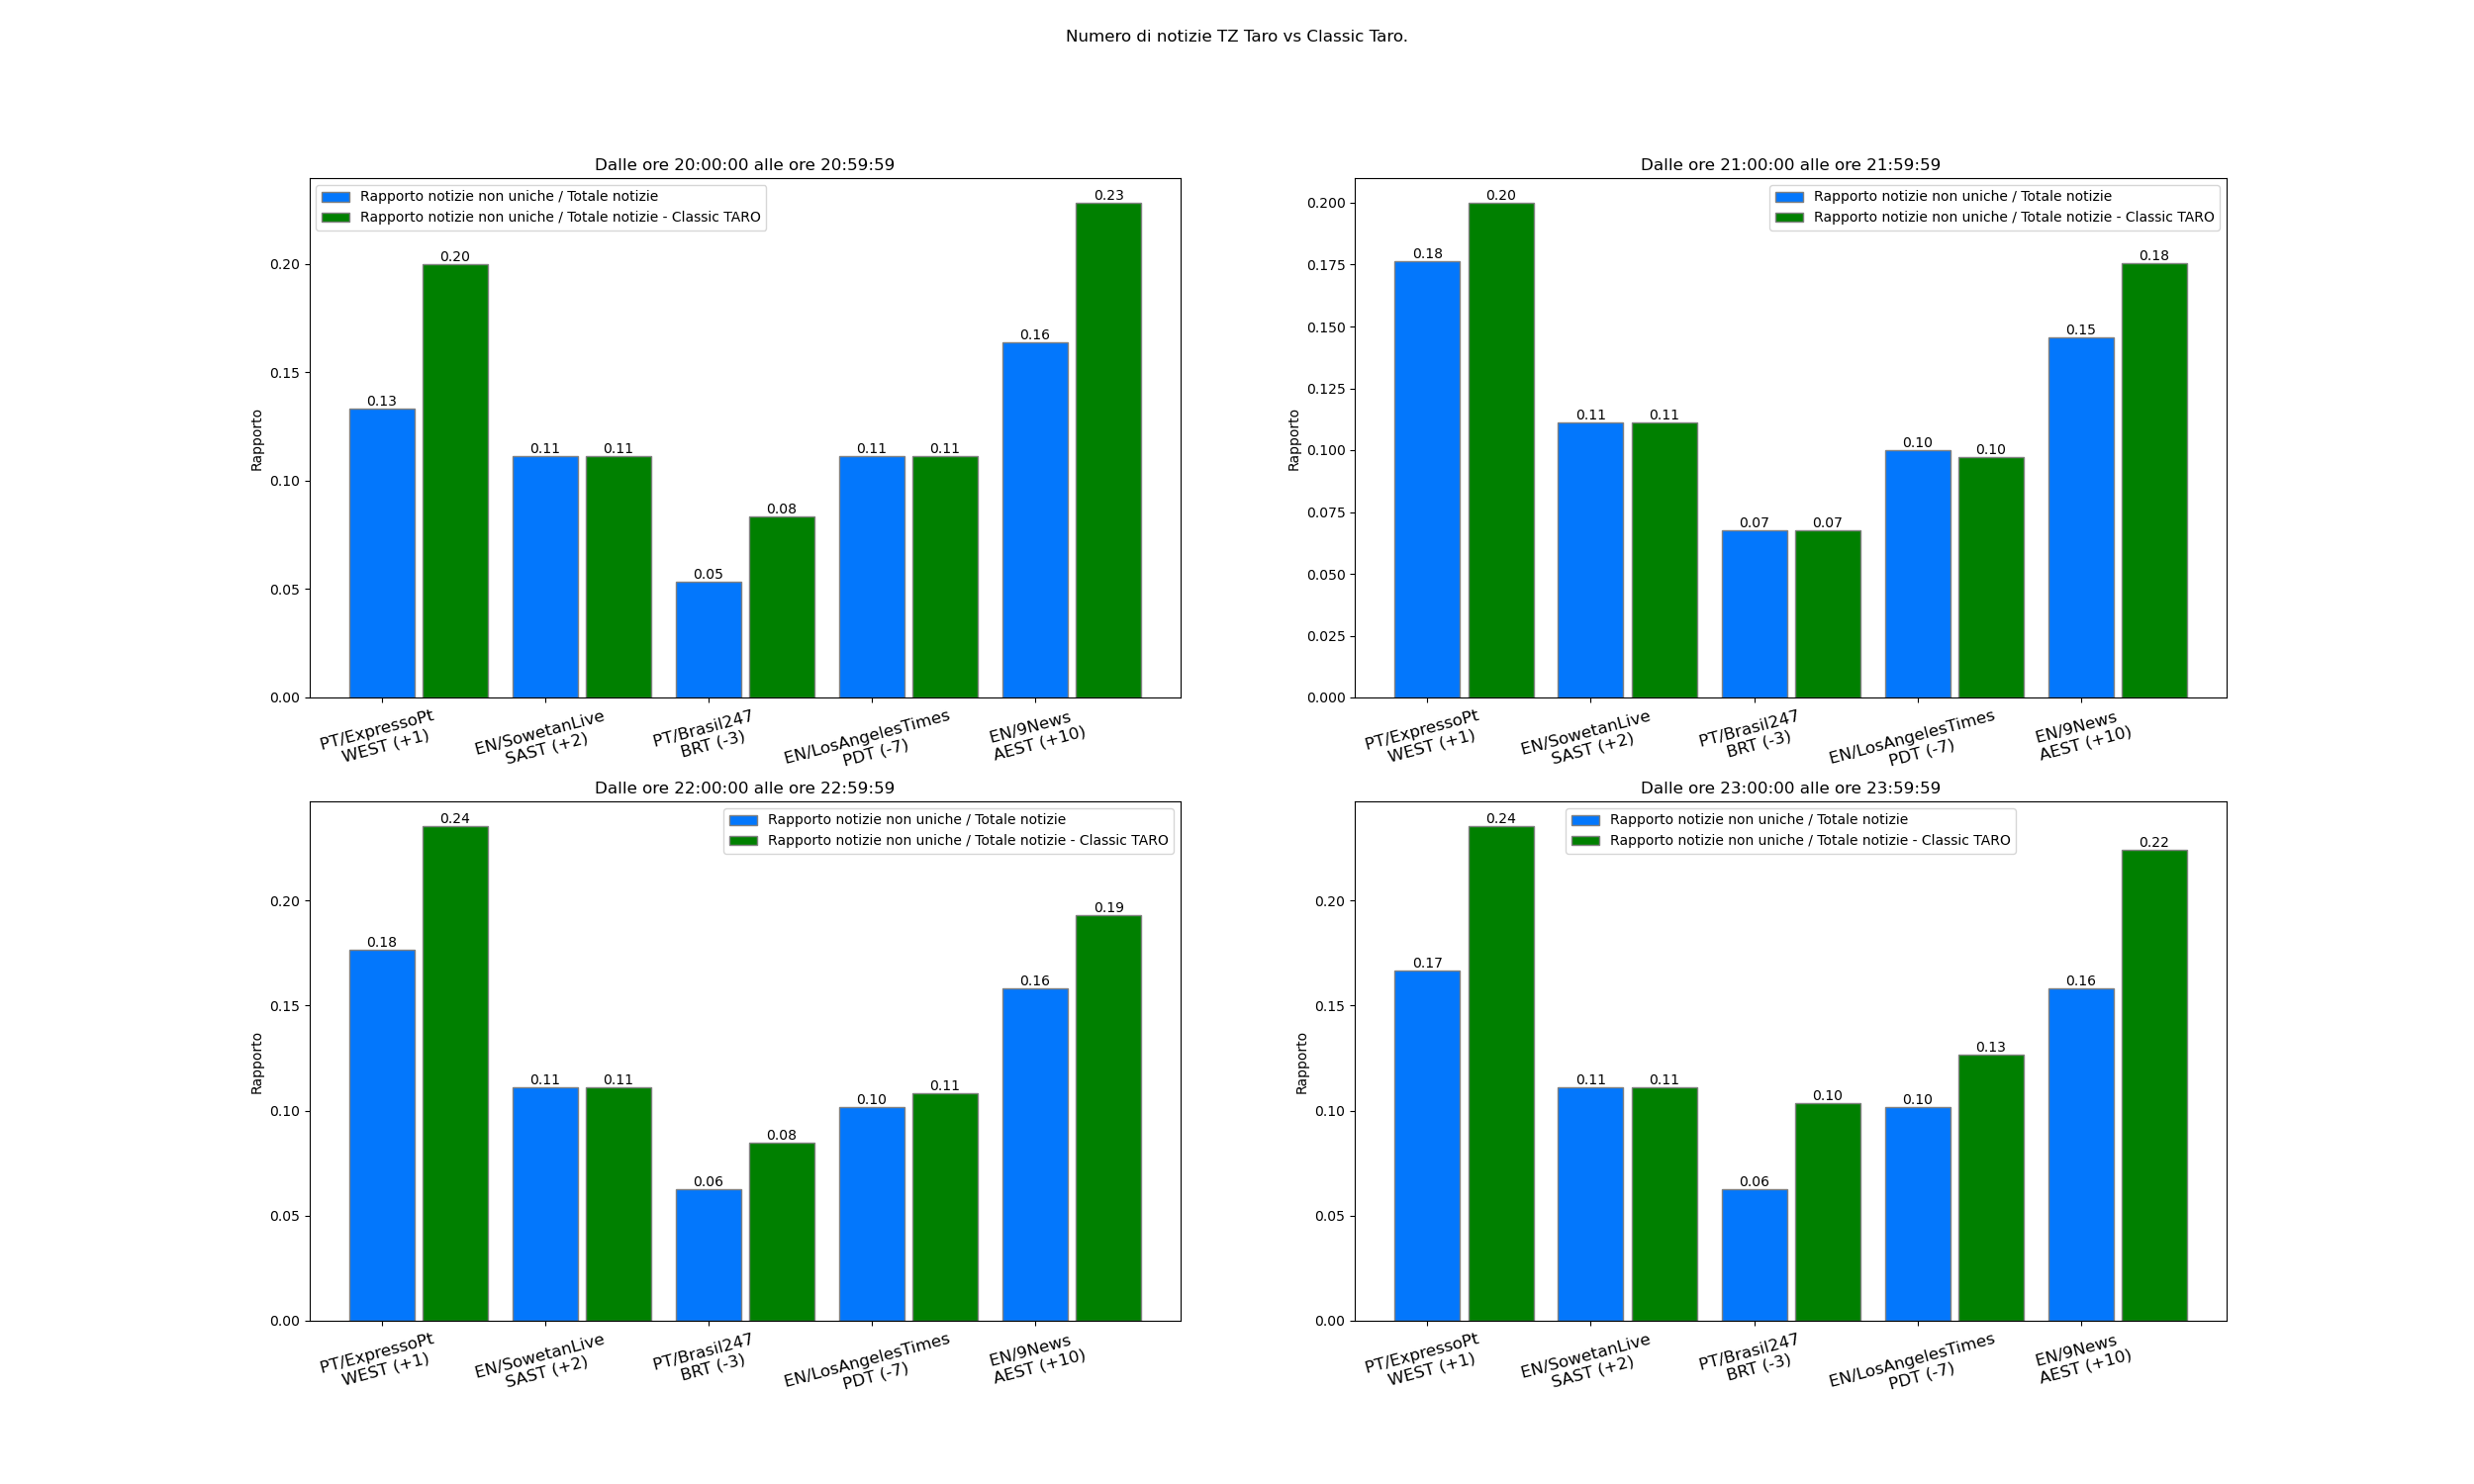 Numero di notizie TZ Taro vs Classic Taro.
Dalle ore 20:00:00 alle ore 20:59:59
Rapporto notizie non uniche / Totale notizie
Rapporto notizie non uniche / Totale notizie - Classic TARO
Rapporto
0.20
0.15
0.10
0.05
0.00
0.13
0.20
0.11
0.11
0.05
0.08
0.11
0.11
0.16
0.23
PT/ExpressoPt
WEST (+1)
EN/SowetanLive
SAST (+2)
PT/Brasil247
BRT (-3)
EN/LosAngelesTimes
PDT (-7)
EN/9News
AEST (+10)
Dalle ore 21:00:00 alle ore 21:59:59
Rapporto notizie non uniche / Totale notizie
Rapporto notizie non uniche / Totale notizie - Classic TARO
Rapporto
0.200
0.175
0.150
0.125
0.100
0.075
0.050
0.025
0.000
0.18
0.20
0.11
0.11
0.07
0.07
0.10
0.10
0.15
0.18
PT/ExpressoPt
WEST (+1)
EN/SowetanLive
SAST (+2)
PT/Brasil247
BRT (-3)
EN/LosAngelesTimes
PDT (-7)
EN/9News
AEST (+10)
Dalle ore 22:00:00 alle ore 22:59:59
Rapporto notizie non uniche / Totale notizie
Rapporto notizie non uniche / Totale notizie - Classic TARO
Rapporto
0.20
0.15
0.10
0.05
0.00
0.18
0.24
0.11
0.11
0.06
0.08
0.10
0.11
0.16
0.19
PT/ExpressoPt
WEST (+1)
EN/SowetanLive
SAST (+2)
PT/Brasil247
BRT (-3)
EN/LosAngelesTimes
PDT (-7)
EN/9News
AEST (+10)
Dalle ore 23:00:00 alle ore 23:59:59
Rapporto notizie non uniche / Totale notizie
Rapporto notizie non uniche / Totale notizie - Classic TARO
Rapporto
0.20
0.15
0.10
0.05
0.00
0.17
0.24
0.11
0.11
0.06
0.10
0.10
0.13
0.16
0.22
PT/ExpressoPt
WEST (+1)
EN/SowetanLive
SAST (+2)
PT/Brasil247
BRT (-3)
EN/LosAngelesTimes
PDT (-7)
EN/9News
AEST (+10)